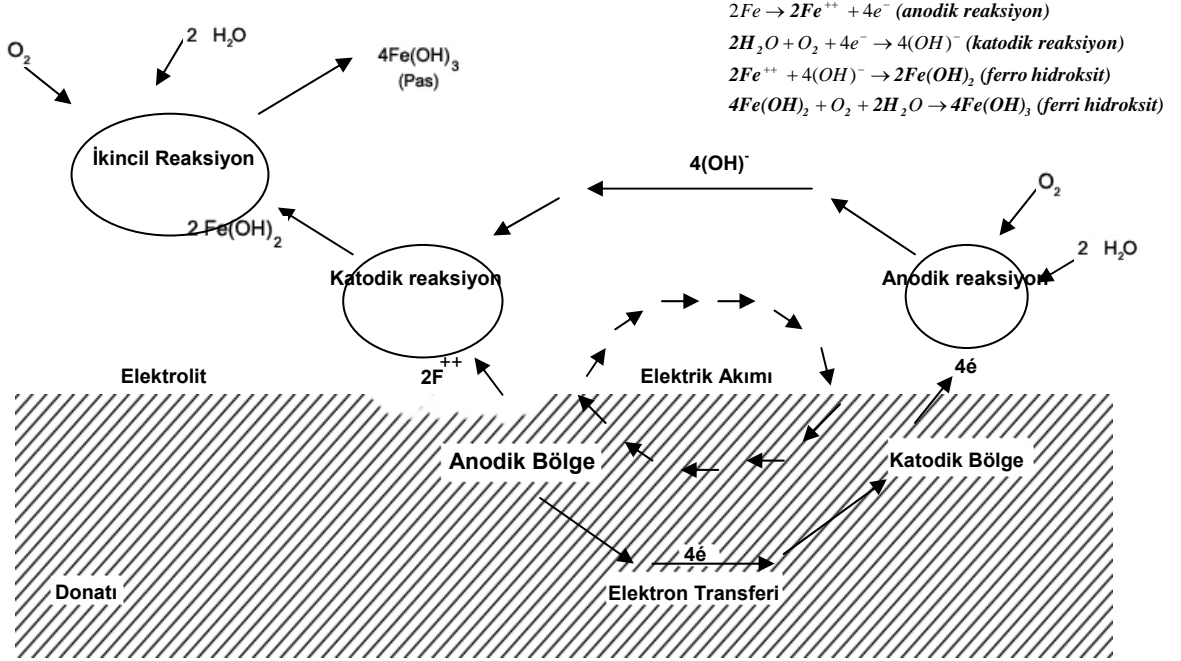 2Fe → 2Fe⁺⁺ + 4e⁻ (anodik reaksiyon)
2H₂O + O₂ + 4e⁻ → 4(OH)⁻ (katodik reaksiyon)
2Fe⁺⁺ + 4(OH)⁻ → 2Fe(OH)₂ (ferro hidroksit)
4Fe(OH)₂ + O₂ + 2H₂O → 4Fe(OH)₃ (ferri hidroksit)
O₂
2 H₂O
4Fe(OH)₃
(Pas)
İkincil Reaksiyon
2 Fe(OH)₂
4(OH)⁻
O₂
2 H₂O
Katodik reaksiyon
Anodik reaksiyon
2F⁺⁺
4é
Elektrolit
Elektrik Akımı
Anodik Bölge
Katodik Bölge
4é
Donatı
Elektron Transferi